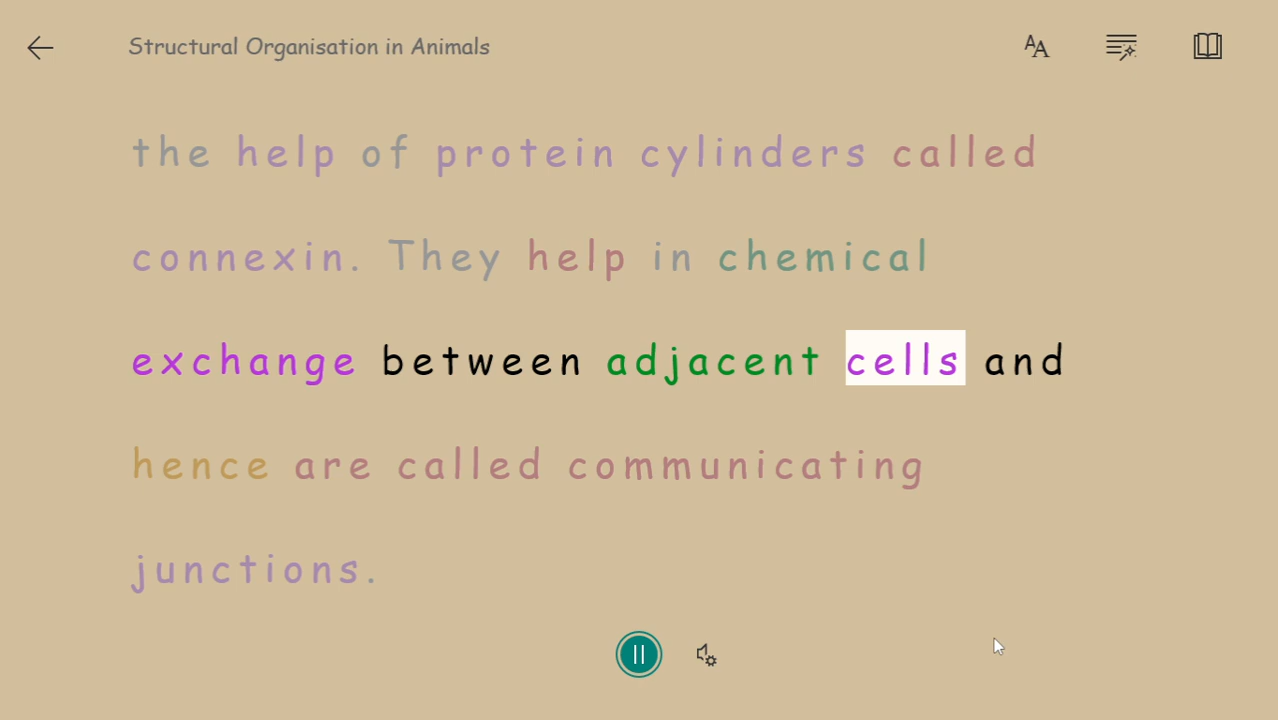 Structural Organisation in Animals
the help of protein cylinders called
connexin. They help in chemical
exchange between adjacent cells and
hence are called communicating
junctions.